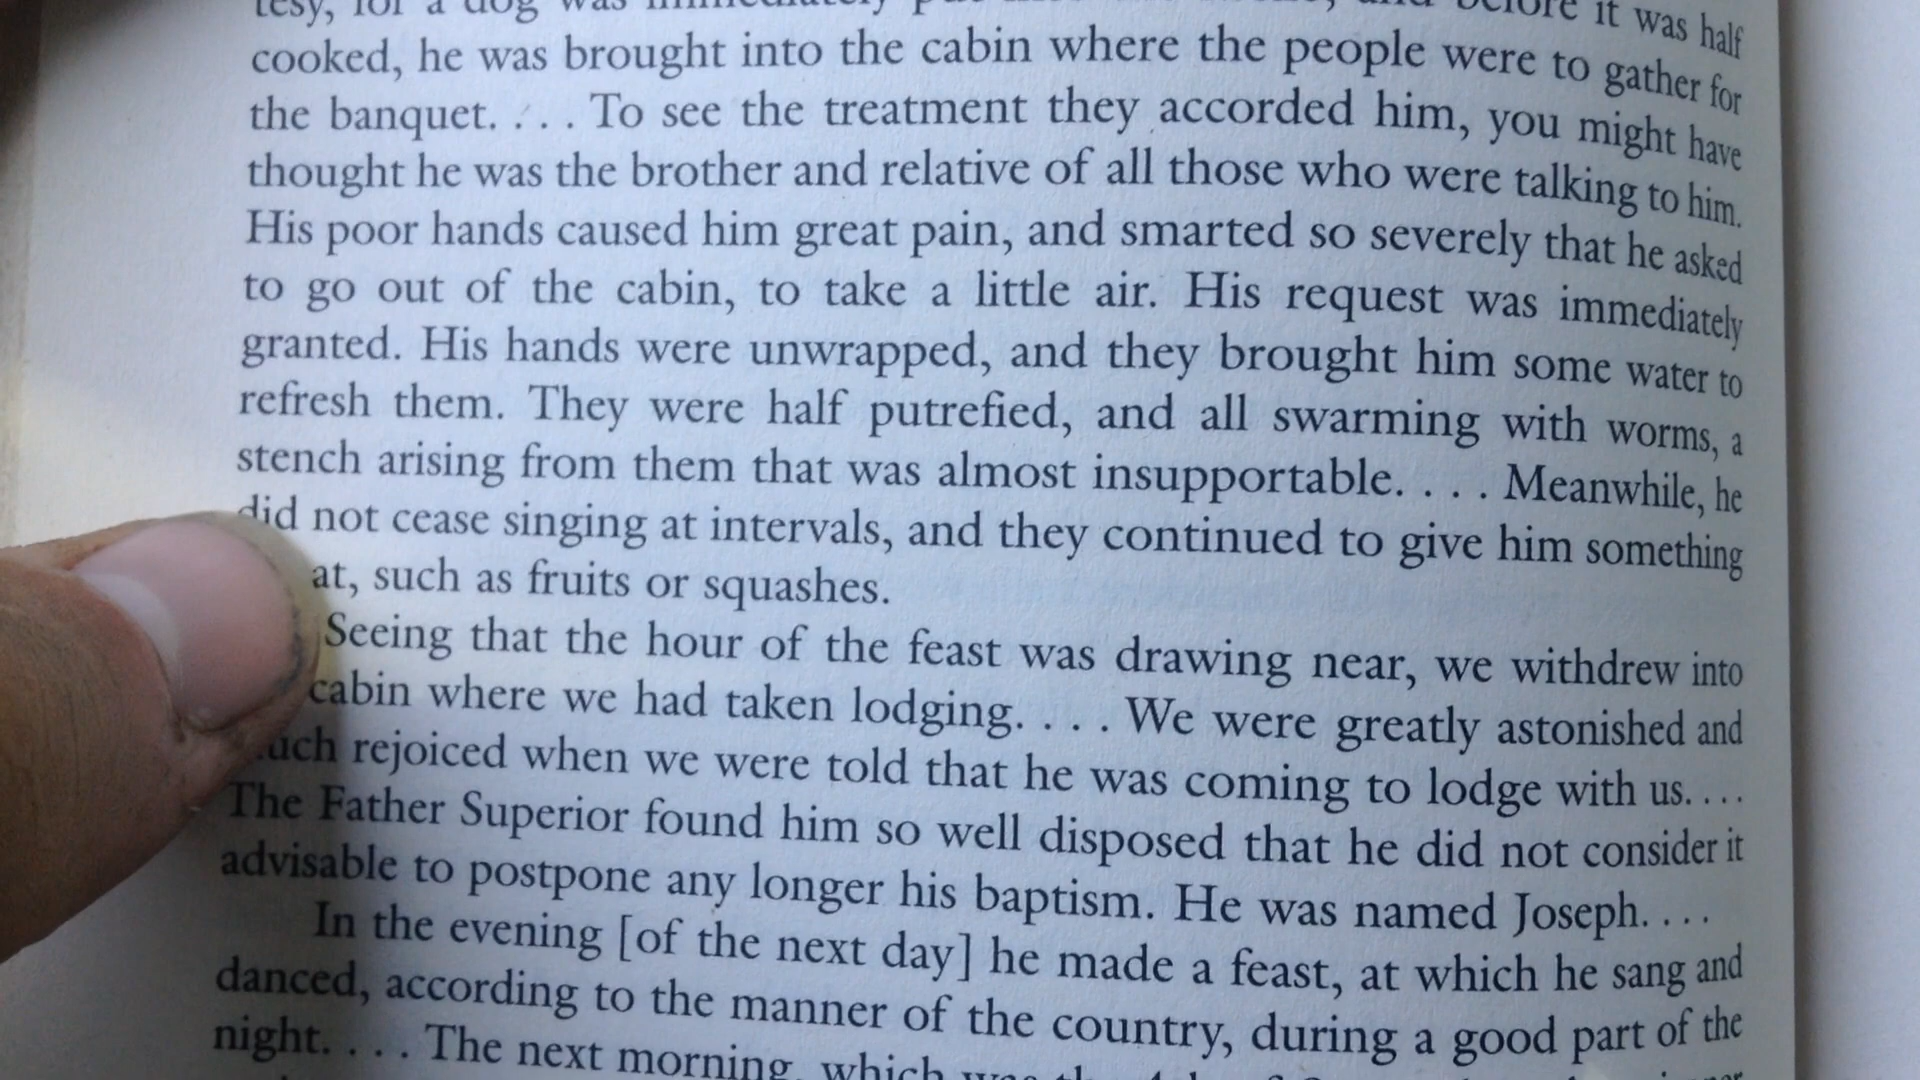 tesy, for a dog was immediately before it was half
cooked, he was brought into the cabin where the people were to gather for
the banquet. . . . To see the treatment they accorded him, you might have
thought he was the brother and relative of all those who were talking to him.
His poor hands caused him great pain, and smarted so severely that he asked
to go out of the cabin, to take a little air. His request was immediately
granted. His hands were unwrapped, and they brought him some water to
refresh them. They were half putrefied, and all swarming with worms, a
stench arising from them that was almost insupportable. . . . Meanwhile, he
did not cease singing at intervals, and they continued to give him something
at, such as fruits or squashes.
Seeing that the hour of the feast was drawing near, we withdrew into
cabin where we had taken lodging. . . . We were greatly astonished and
uch rejoiced when we were told that he was coming to lodge with us. . . .
The Father Superior found him so well disposed that he did not consider it
advisable to postpone any longer his baptism. He was named Joseph. . . .
In the evening [of the next day] he made a feast, at which he sang and
danced, according to the manner of the country, during a good part of the
night. . . . The next morning, which was